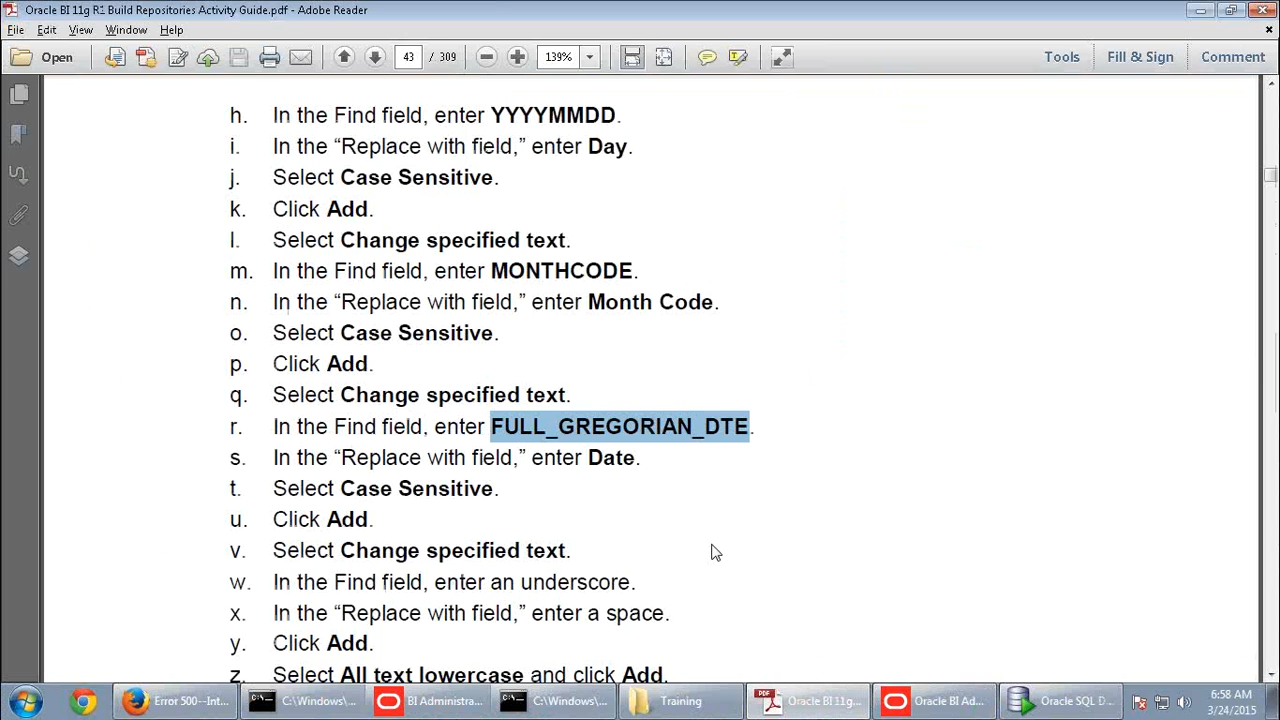 Oracle BI 11g R1 Build Repositories Activity Guide.pdf - Adobe Reader
File Edit View Window Help
Open 43 / 309 139% Tools Fill & Sign Comment
h. In the Find field, enter YYYYMMDD.
i. In the “Replace with field,” enter Day.
j. Select Case Sensitive.
k. Click Add.
l. Select Change specified text.
m. In the Find field, enter MONTHCODE.
n. In the “Replace with field,” enter Month Code.
o. Select Case Sensitive.
p. Click Add.
q. Select Change specified text.
r. In the Find field, enter FULL_GREGORIAN_DTE.
s. In the “Replace with field,” enter Date.
t. Select Case Sensitive.
u. Click Add.
v. Select Change specified text.
w. In the Find field, enter an underscore.
x. In the “Replace with field,” enter a space.
y. Click Add.
z. Select All text lowercase and click Add.
Error 500--Int... C:\Windows\... BI Administra... C:\Windows\... Training Oracle BI 11g... Oracle BI Ad... Oracle SQL D... 6:58 AM
3/24/2015